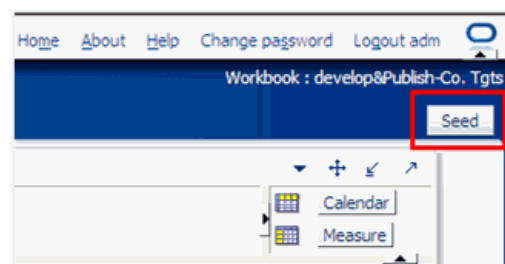 Home About Help Change password Logout adm
Workbook : develop&Publish-Co. Tgts
Seed
Calendar
Measure